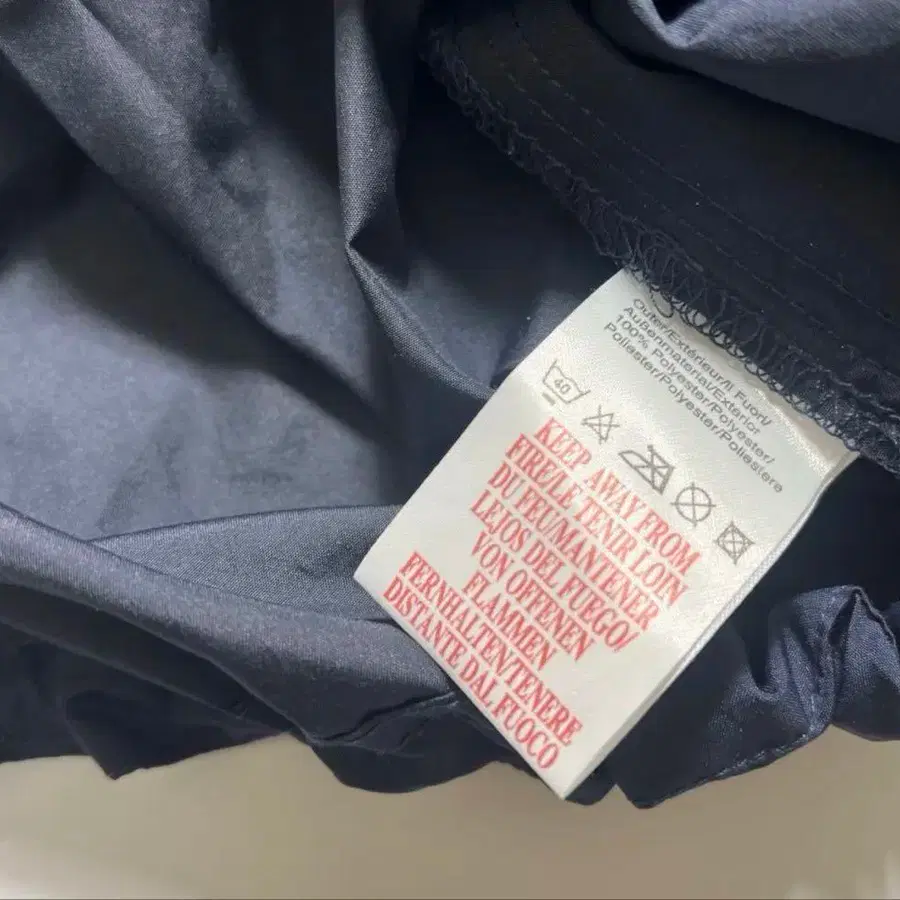 Outer/Extérieur/Il Fuori/
Außenmaterial/Exterior
100% Polyester/Polyester/
Poliester/Polyester/Poliestere
40
KEEP AWAY FROM
FIRE/LE TENIR LOIN
DU FEU/MANTENER
LEJOS DEL FUEGO/
VON OFFENEN
FLAMMEN
FERNHALTEN/TENERE
DISTANTE DAL FUOCO